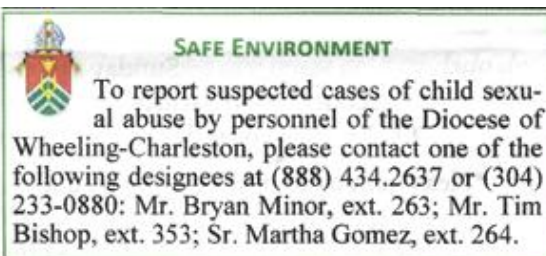 SAFE ENVIRONMENT
To report suspected cases of child sexu-
al abuse by personnel of the Diocese of
Wheeling-Charleston, please contact one of the
following designees at (888) 434.2637 or (304)
233-0880: Mr. Bryan Minor, ext. 263; Mr. Tim
Bishop, ext. 353; Sr. Martha Gomez, ext. 264.